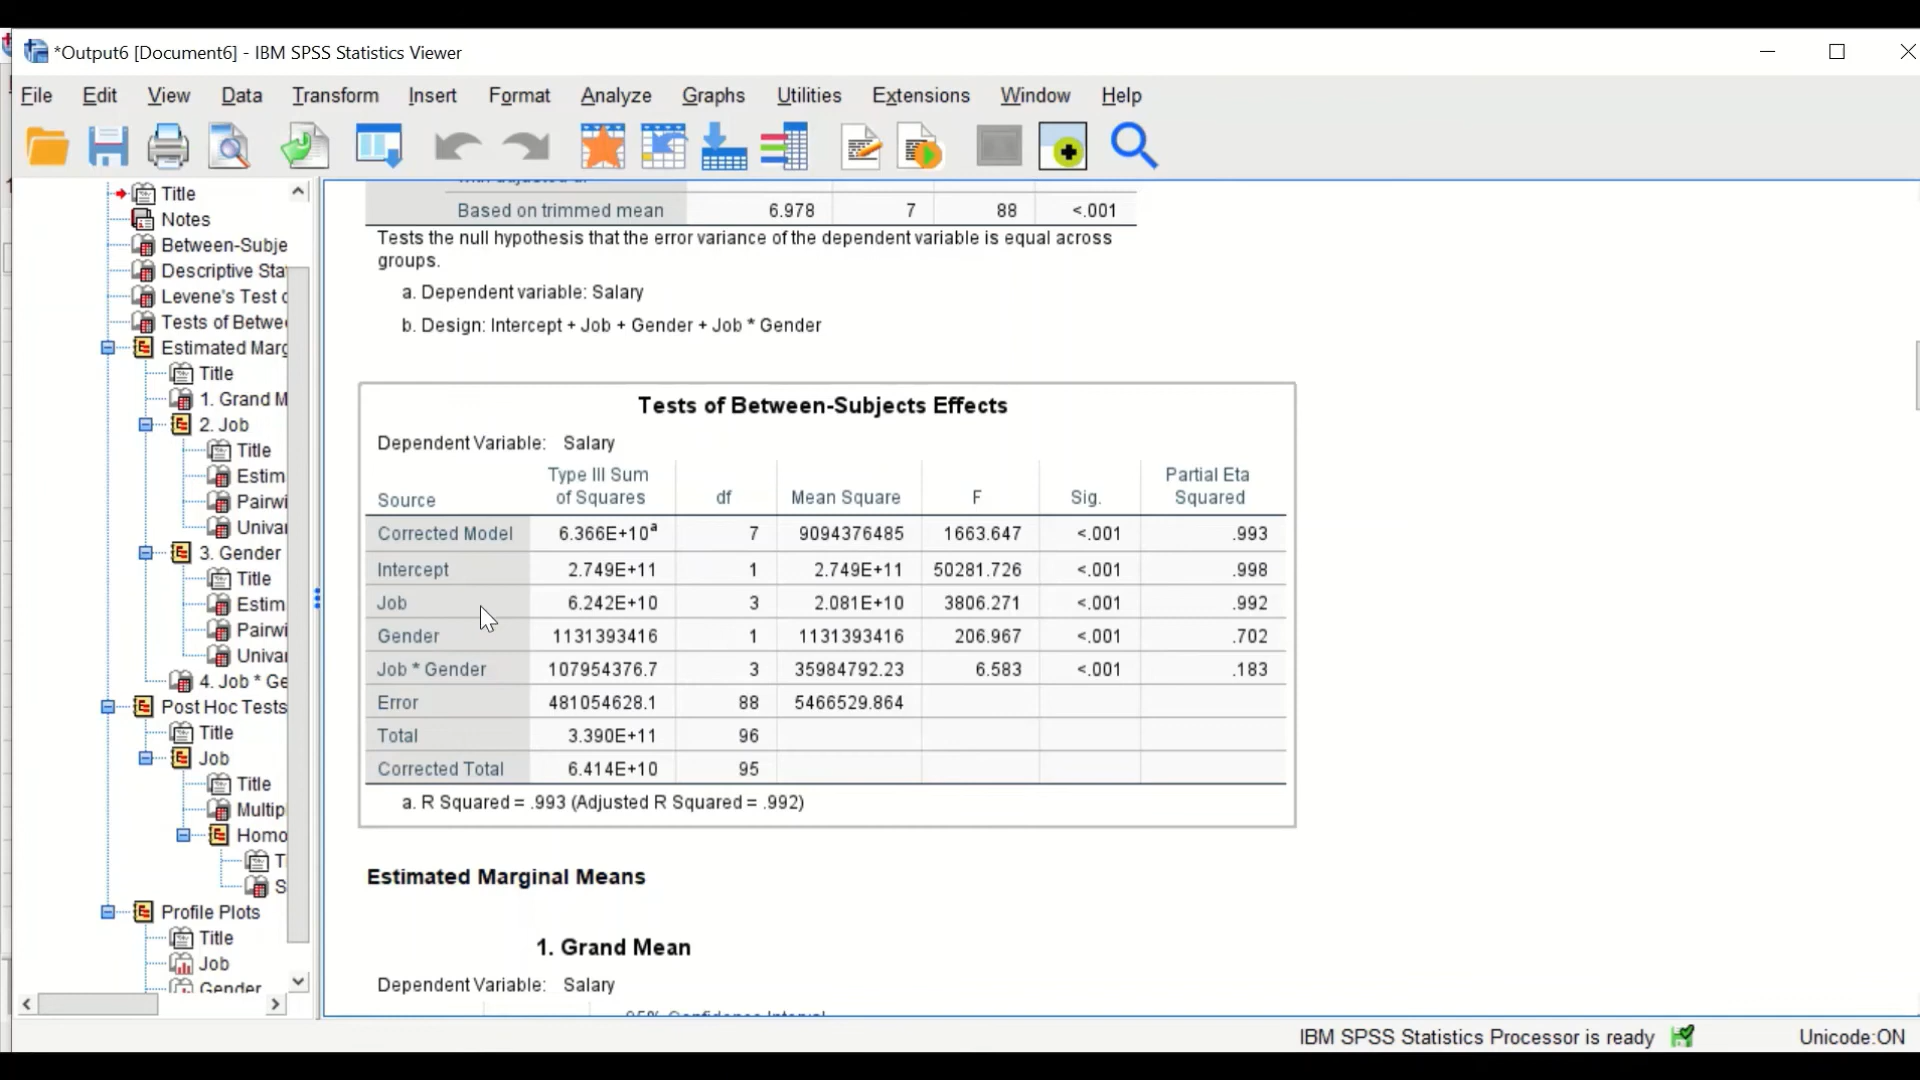 *Output6 [Document6] - IBM SPSS Statistics Viewer
File Edit View Data Transform Insert Format Analyze Graphs Utilities Extensions Window Help
Title
Notes
Between-Subje
Descriptive Sta
Levene's Test o
Tests of Betwee
Estimated Marg
Title
1. Grand M
2. Job
Title
Estim
Pairwi
Univar
3. Gender
Title
Estim
Pairwi
Univar
4. Job * Ge
Post Hoc Tests
Title
Job
Title
Multip
Homo
T
S
Profile Plots
Title
Job
Gender
Based on trimmed mean 6.978 7 88 <.001
Tests the null hypothesis that the error variance of the dependent variable is equal across
groups.
a. Dependent variable: Salary
b. Design: Intercept + Job + Gender + Job * Gender
Tests of Between-Subjects Effects
Dependent Variable: Salary
Source Type III Sum of Squares df Mean Square F Sig. Partial Eta Squared
Corrected Model 6.366E+10a 7 9094376485 1663.647 <.001 .993
Intercept 2.749E+11 1 2.749E+11 50281.726 <.001 .998
Job 6.242E+10 3 2.081E+10 3806.271 <.001 .992
Gender 1131393416 1 1131393416 206.967 <.001 .702
Job * Gender 107954376.7 3 35984792.23 6.583 <.001 .183
Error 481054628.1 88 5466529.864
Total 3.390E+11 96
Corrected Total 6.414E+10 95
a. R Squared = .993 (Adjusted R Squared = .992)
Estimated Marginal Means
1. Grand Mean
Dependent Variable: Salary
95% Confidence Interval
IBM SPSS Statistics Processor is ready Unicode:ON